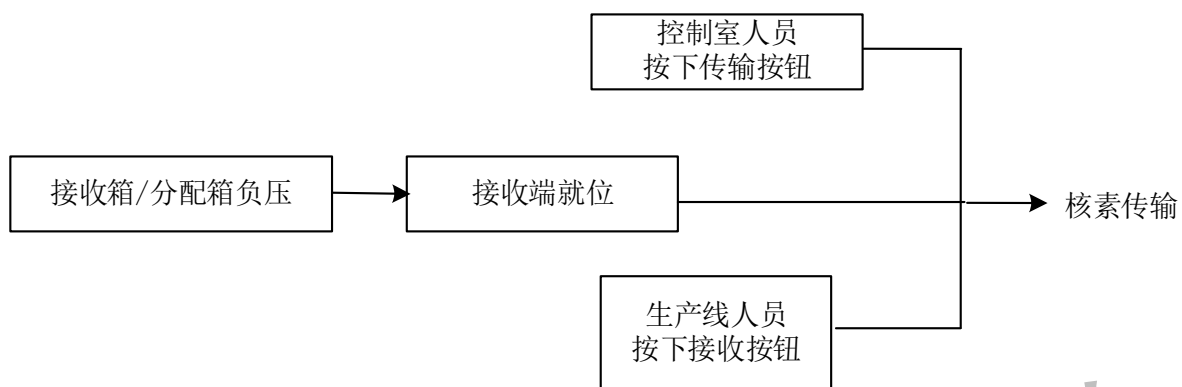 控制室人员
按下传输按钮
接收箱/分配箱负压
接收端就位
核素传输
生产线人员
按下接收按钮